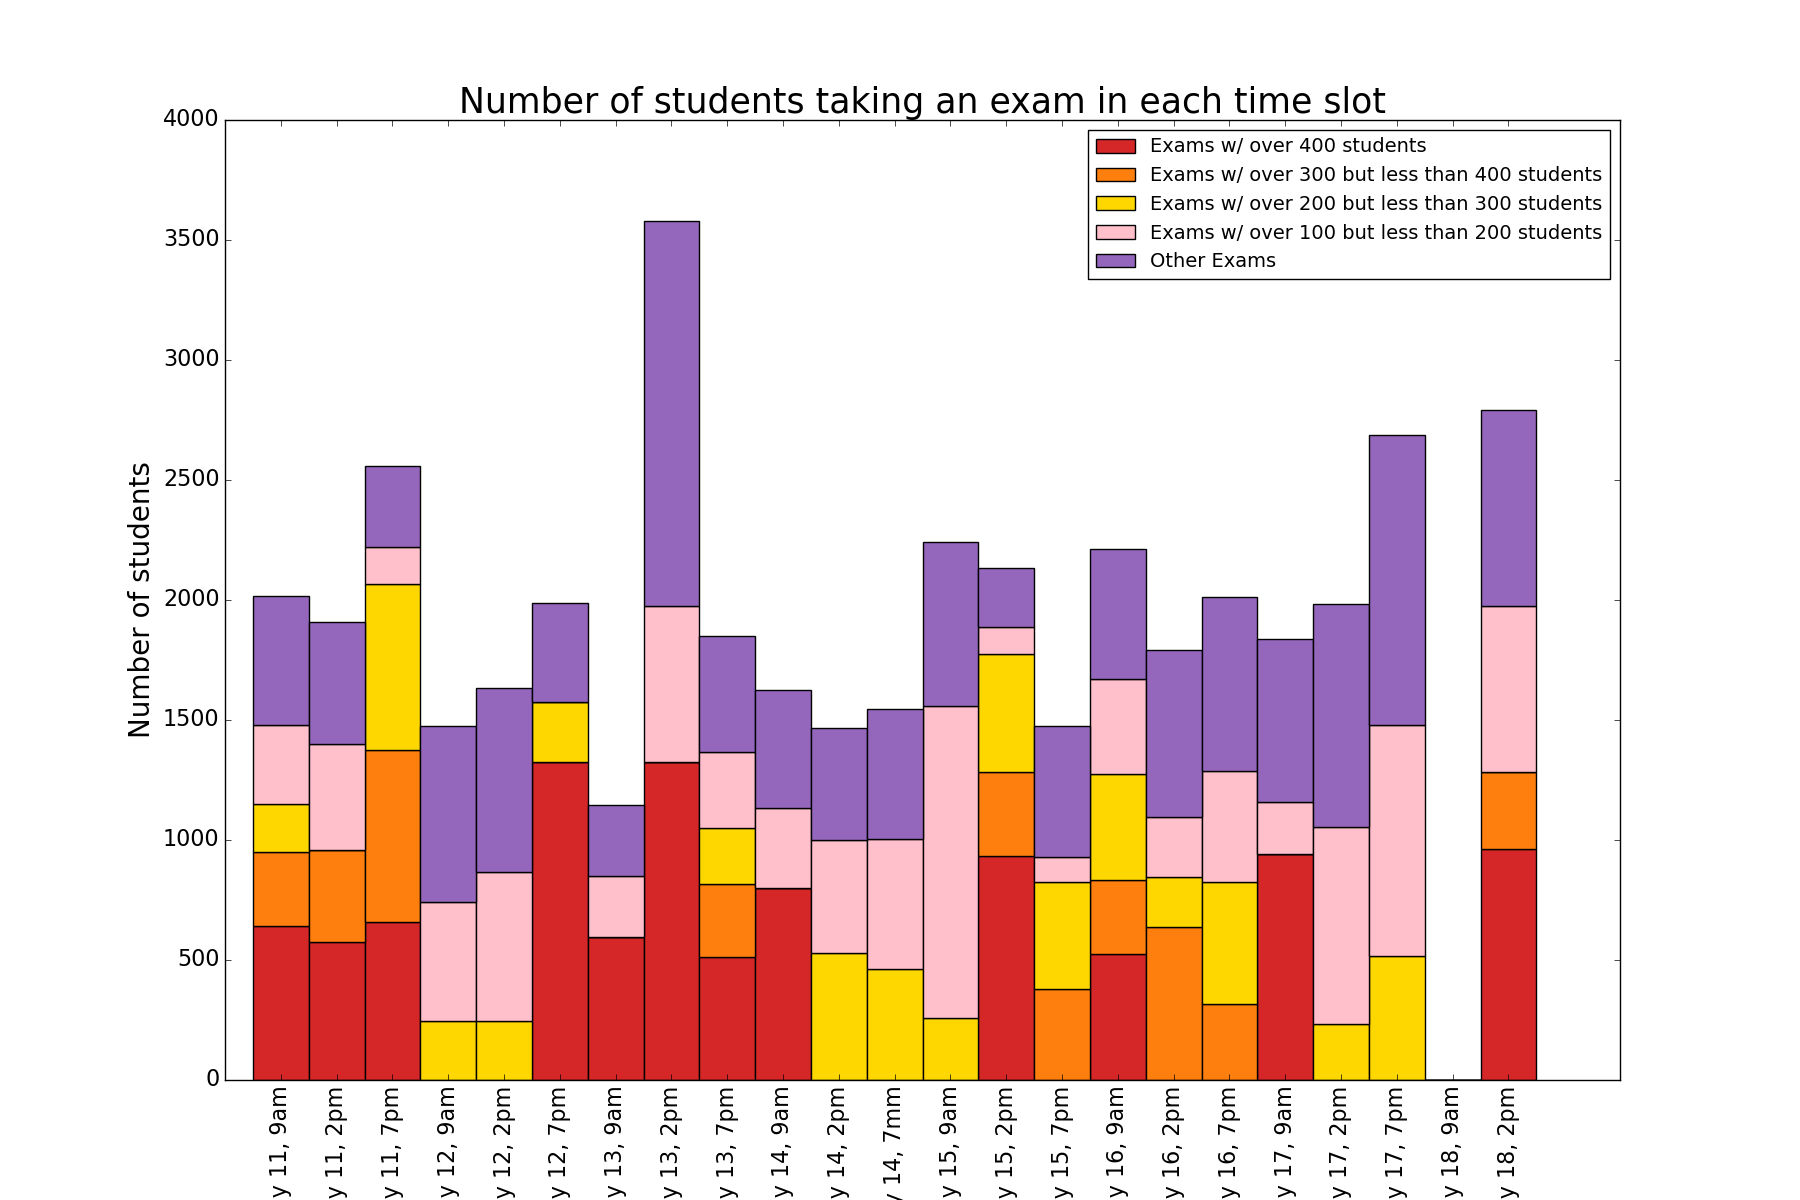 Number of students taking an exam in each time slot
Exams w/ over 400 students
Exams w/ over 300 but less than 400 students
Exams w/ over 200 but less than 300 students
Exams w/ over 100 but less than 200 students
Other Exams
Number of students
4000
3500
3000
2500
2000
1500
1000
500
0
y 11, 9am
y 11, 2pm
y 11, 7pm
y 12, 9am
y 12, 2pm
y 12, 7pm
y 13, 9am
y 13, 2pm
y 13, 7pm
y 14, 9am
y 14, 2pm
y 14, 7mm
y 15, 9am
y 15, 2pm
y 15, 7pm
y 16, 9am
y 16, 2pm
y 16, 7pm
y 17, 9am
y 17, 2pm
y 17, 7pm
y 18, 9am
y 18, 2pm